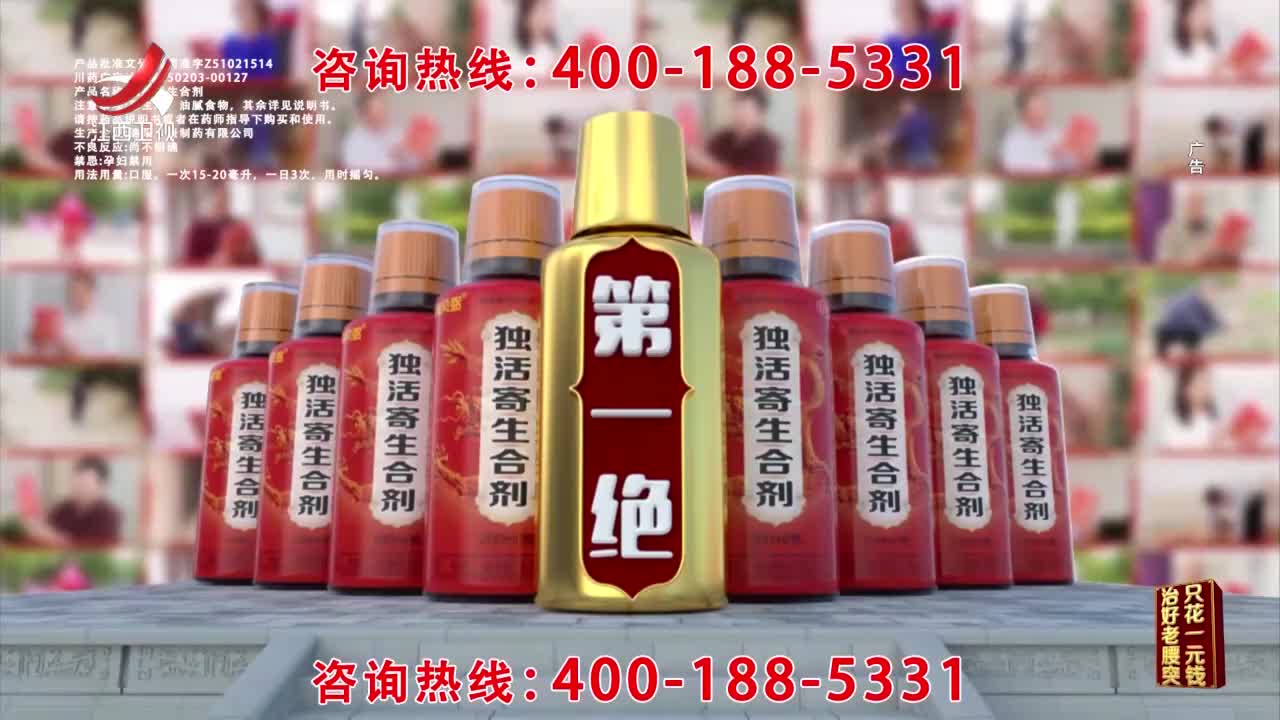 咨询热线:400-188-5331
产品批准文 药准字Z51021514
川药广 50203-00127
产品名 生合剂
注意 生 油腻食物，其余详见说明书。
请 说明书或者在药师指导下购买和使用。
生产 制药有限公司
不良反应:尚不明确
禁忌:孕妇禁用
用法用量:口服，一次15-20毫升，一日3次，用时摇匀。
江西卫视
广告
独活寄生合剂
独活寄生合剂
独活寄生合剂
独活寄生合剂
第一绝
独活寄生合剂
独活寄生合剂
独活寄生合剂
独活寄生合剂
只花一元钱
治好老腰突
咨询热线:400-188-5331